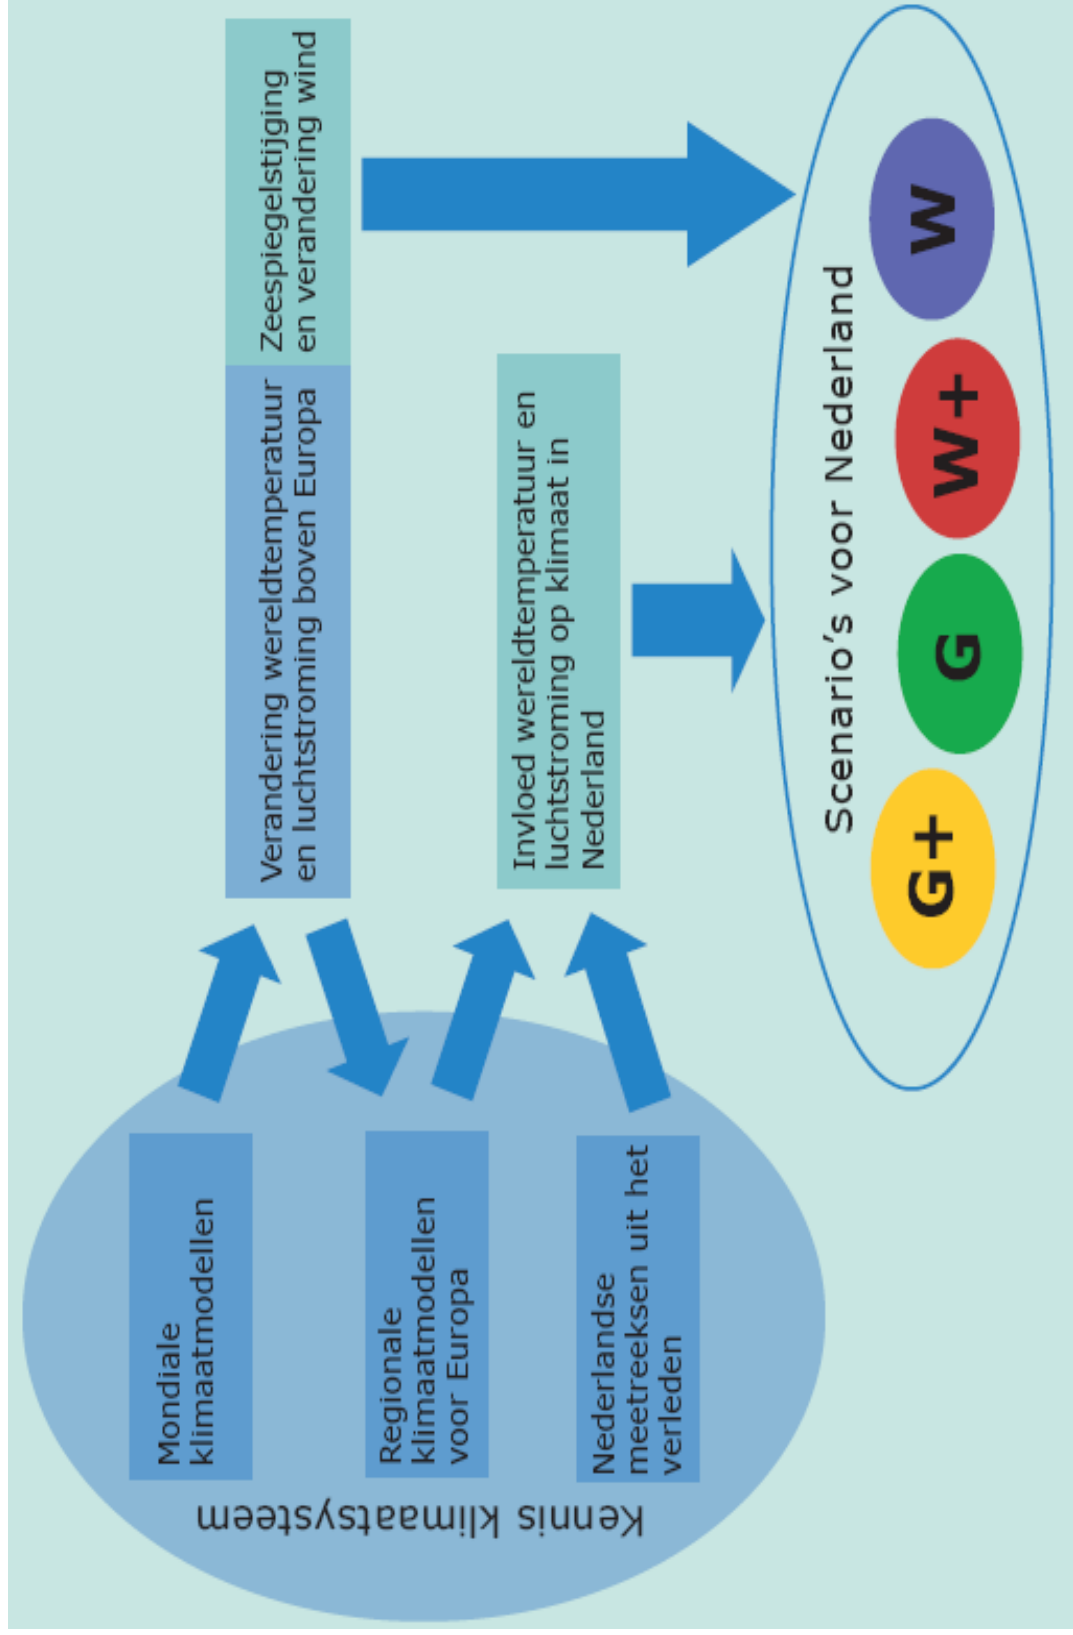 Kennis klimaatsysteem
Mondiale
klimaatmodellen
Regionale
klimaatmodellen
voor Europa
Nederlandse
meetreeksen uit het
verleden
Verandering wereldtemperatuur
en luchtstroming boven Europa
Zeespiegelstijging
en verandering wind
Invloed wereldtemperatuur en
luchtstroming op klimaat in
Nederland
Scenario's voor Nederland
G+
G
W+
W